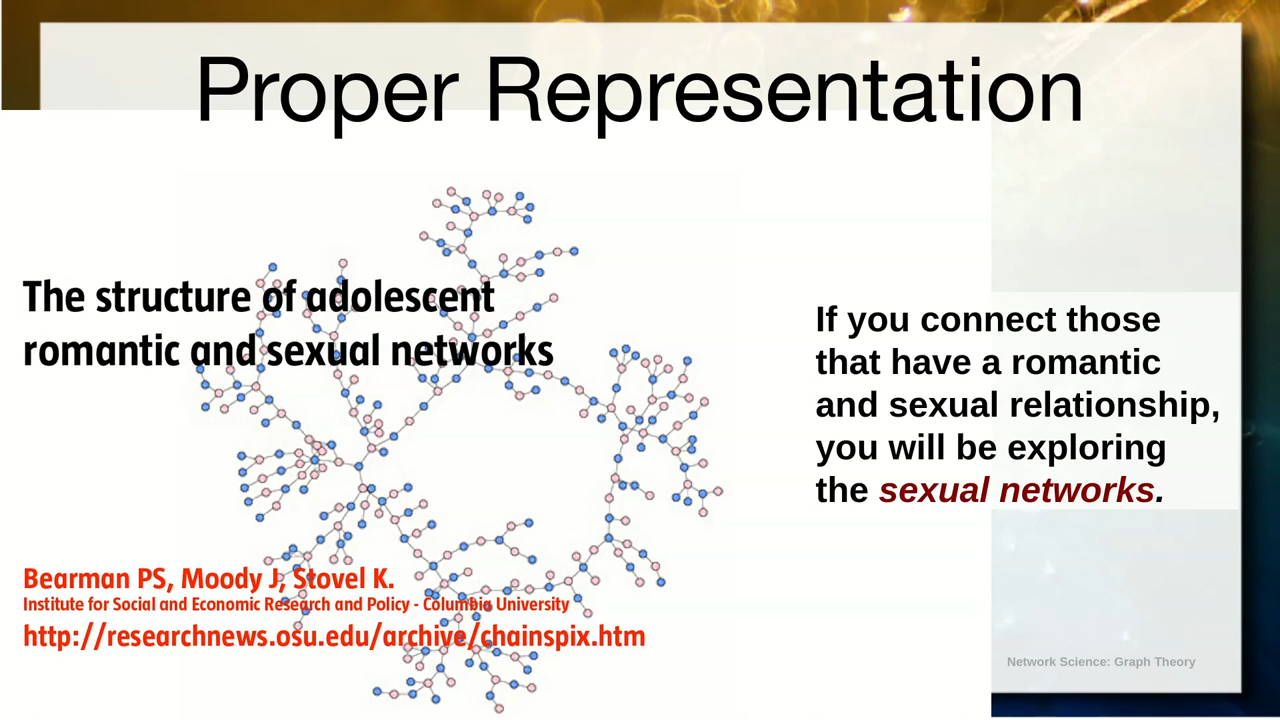 Proper Representation
The structure of adolescent
romantic and sexual networks
If you connect those
that have a romantic
and sexual relationship,
you will be exploring
the sexual networks.
Bearman PS, Moody J, Stovel K.
Institute for Social and Economic Research and Policy - Columbia University
http://researchnews.osu.edu/archive/chainspix.htm
Network Science: Graph Theory